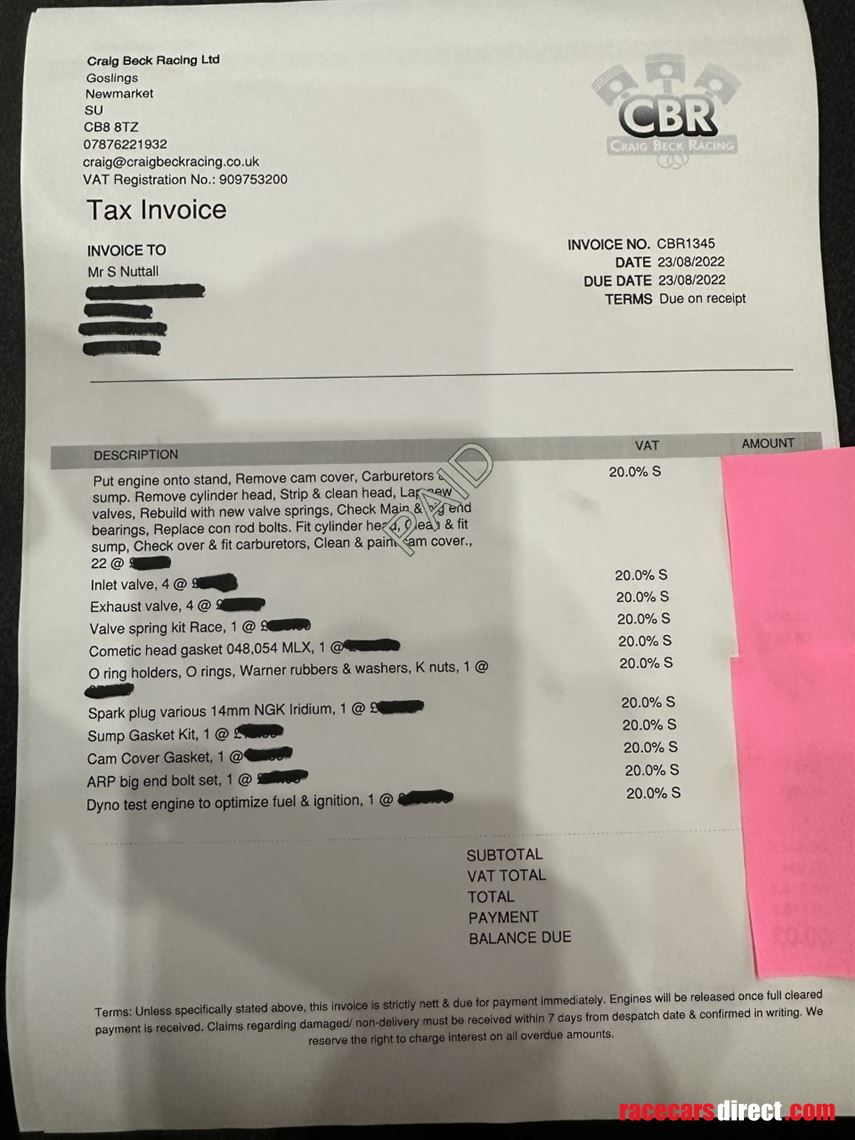 Craig Beck Racing Ltd
Goslings
Newmarket
SU
CB8 8TZ
07876221932
craig@craigbeckracing.co.uk
VAT Registration No.: 909753200
CBR
CRAIG BECK RACING
Tax Invoice
INVOICE TO
Mr S Nuttall
INVOICE NO. CBR1345
DATE 23/08/2022
DUE DATE 23/08/2022
TERMS Due on receipt
DESCRIPTION VAT AMOUNT
Put engine onto stand, Remove cam cover, Carburetors & 20.0% S
sump. Remove cylinder head, Strip & clean head, Lap new
valves, Rebuild with new valve springs, Check Main & big end
bearings, Replace con rod bolts. Fit cylinder head, Clean & fit
sump, Check over & fit carburetors, Clean & paint cam cover.,
22 @ £
Inlet valve, 4 @ £ 20.0% S
Exhaust valve, 4 @ £ 20.0% S
Valve spring kit Race, 1 @ £ 20.0% S
Cometic head gasket 048,054 MLX, 1 @ 20.0% S
O ring holders, O rings, Warner rubbers & washers, K nuts, 1 @ 20.0% S
Spark plug various 14mm NGK Iridium, 1 @ £ 20.0% S
Sump Gasket Kit, 1 @ £ 20.0% S
Cam Cover Gasket, 1 @ 20.0% S
ARP big end bolt set, 1 @ £ 20.0% S
Dyno test engine to optimize fuel & ignition, 1 @ 20.0% S
PAID
SUBTOTAL
VAT TOTAL
TOTAL
PAYMENT
BALANCE DUE
Terms: Unless specifically stated above, this invoice is strictly nett & due for payment immediately. Engines will be released once full cleared
payment is received. Claims regarding damaged/ non-delivery must be received within 7 days from despatch date & confirmed in writing. We
reserve the right to charge interest on all overdue amounts.
racecarsdirect.com